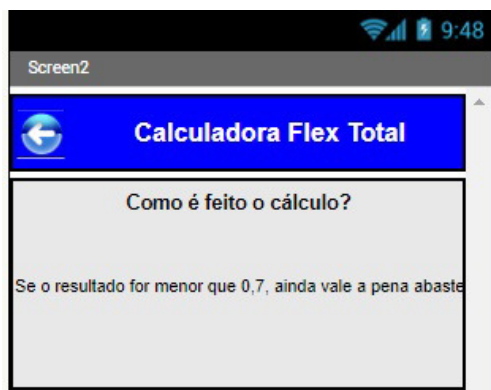 9:48
Screen2
Calculadora Flex Total
Como é feito o cálculo?
Se o resultado for menor que 0,7, ainda vale a pena abaste